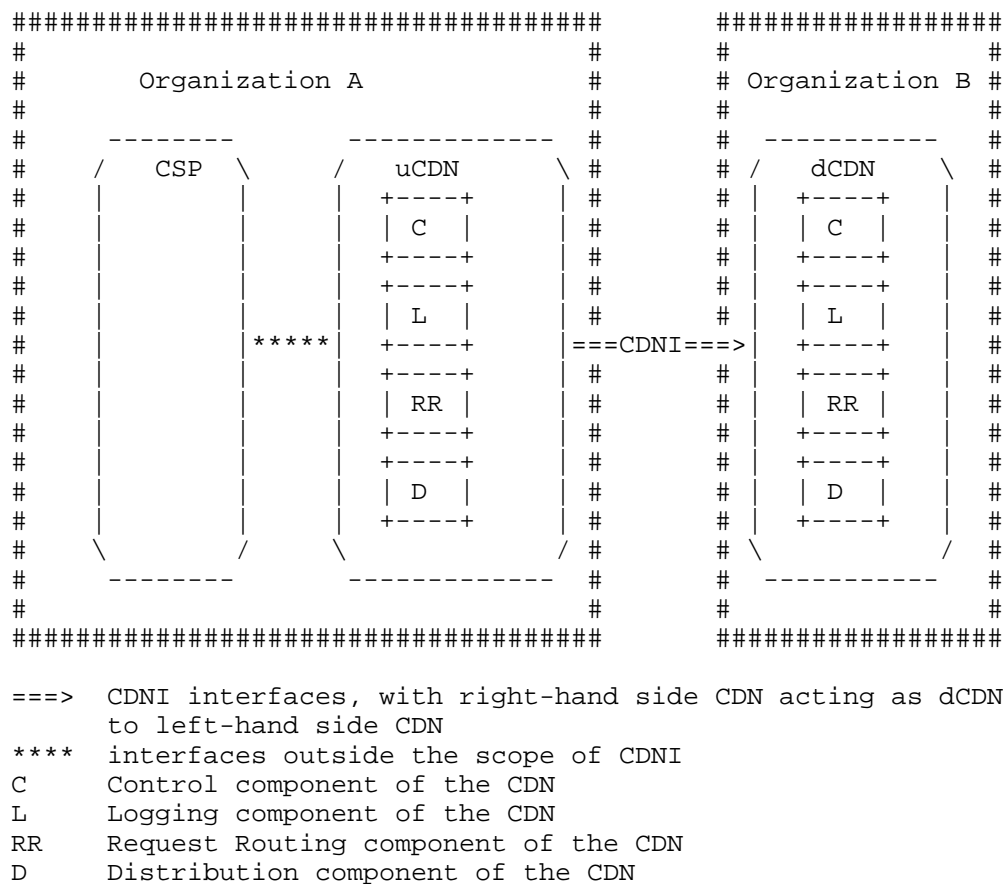 #####################################       ##################
#                                   #       #                #
#       Organization A              #       # Organization B #
#                                   #       #                #
#     --------       -------------  #       #  -----------   #
#    /   CSP  \     /   uCDN      \ #       # /   dCDN    \  #
#    |        |     |  +----+     | #       # |  +----+   |  #
#    |        |     |  | C  |     | #       # |  | C  |   |  #
#    |        |     |  +----+     | #       # |  +----+   |  #
#    |        |     |  +----+     | #       # |  +----+   |  #
#    |        |     |  | L  |     | #       # |  | L  |   |  #
#    |        |*****|  +----+     |===CDNI===>|  +----+   |  #
#    |        |     |  +----+     | #       # |  +----+   |  #
#    |        |     |  | RR |     | #       # |  | RR |   |  #
#    |        |     |  +----+     | #       # |  +----+   |  #
#    |        |     |  +----+     | #       # |  +----+   |  #
#    |        |     |  | D  |     | #       # |  | D  |   |  #
#    |        |     |  +----+     | #       # |  +----+   |  #
#    \        /     \             / #       # \           /  #
#     --------       -------------  #       #  -----------   #
#                                   #       #                #
#####################################       ##################
===>  CDNI interfaces, with right-hand side CDN acting as dCDN
      to left-hand side CDN
****  interfaces outside the scope of CDNI
C     Control component of the CDN
L     Logging component of the CDN
RR    Request Routing component of the CDN
D     Distribution component of the CDN